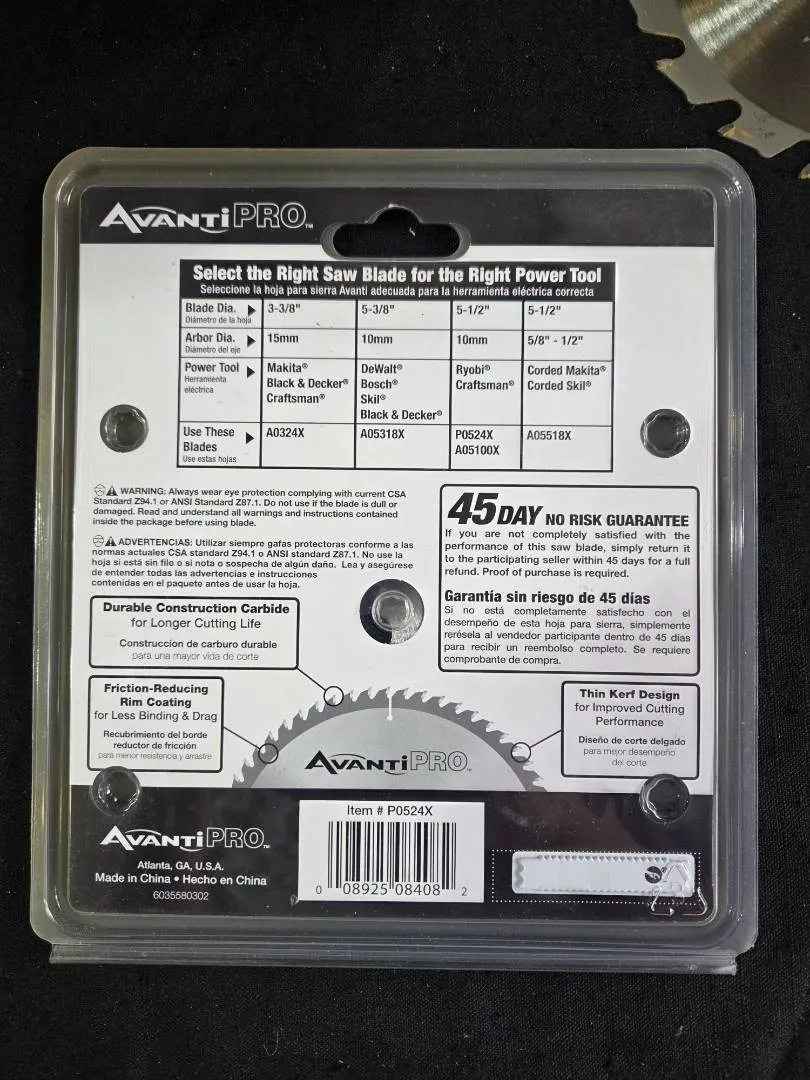 AVANTI PRO™
Select the Right Saw Blade for the Right Power Tool
Seleccione la hoja para sierra Avanti adecuada para la herramienta eléctrica correcta
Blade Dia. 3-3/8" 5-3/8" 5-1/2" 5-1/2"
Diámetro de la hoja
Arbor Dia. 15mm 10mm 10mm 5/8" - 1/2"
Diámetro del eje
Power Tool Makita® DeWalt® Ryobi® Corded Makita®
Herramienta Black & Decker® Bosch® Craftsman® Corded Skil®
eléctrica Craftsman® Skil®
Black & Decker®
Use These A0324X A05318X P0524X A05518X
Blades A05100X
Use estas hojas
WARNING: Always wear eye protection complying with current CSA
Standard Z94.1 or ANSI Standard Z87.1. Do not use if the blade is dull or
damaged. Read and understand all warnings and instructions contained
inside the package before using blade.
ADVERTENCIAS: Utilizar siempre gafas protectoras conforme a las
normas actuales CSA standard Z94.1 o ANSI standard Z87.1. No use la
hoja si está sin filo o si nota o sospecha de algún daño. Lea y asegúrese
de entender todas las advertencias e instrucciones
contenidas en el paquete antes de usar la hoja.
45 DAY NO RISK GUARANTEE
If you are not completely satisfied with the
performance of this saw blade, simply return it
to the participating seller within 45 days for a full
refund. Proof of purchase is required.
Garantía sin riesgo de 45 días
Si no está completamente satisfecho con el
desempeño de esta hoja para sierra, simplemente
rerésela al vendedor participante dentro de 45 días
para recibir un reembolso completo. Se requiere
comprobante de compra.
Durable Construction Carbide
for Longer Cutting Life
Construccíon de carburo durable
para una mayor vida de corte
Friction-Reducing
Rim Coating
for Less Binding & Drag
Recubrimiento del borde
reductor de fricción
para menor resistencia y arrastre
Thin Kerf Design
for Improved Cutting
Performance
Diseño de corte delgado
para mejor desempeño
del corte
AVANTI PRO™
Item # P0524X
0 08925 08408 2
AVANTI PRO™
Atlanta, GA, U.S.A.
Made in China • Hecho en China
6035580302